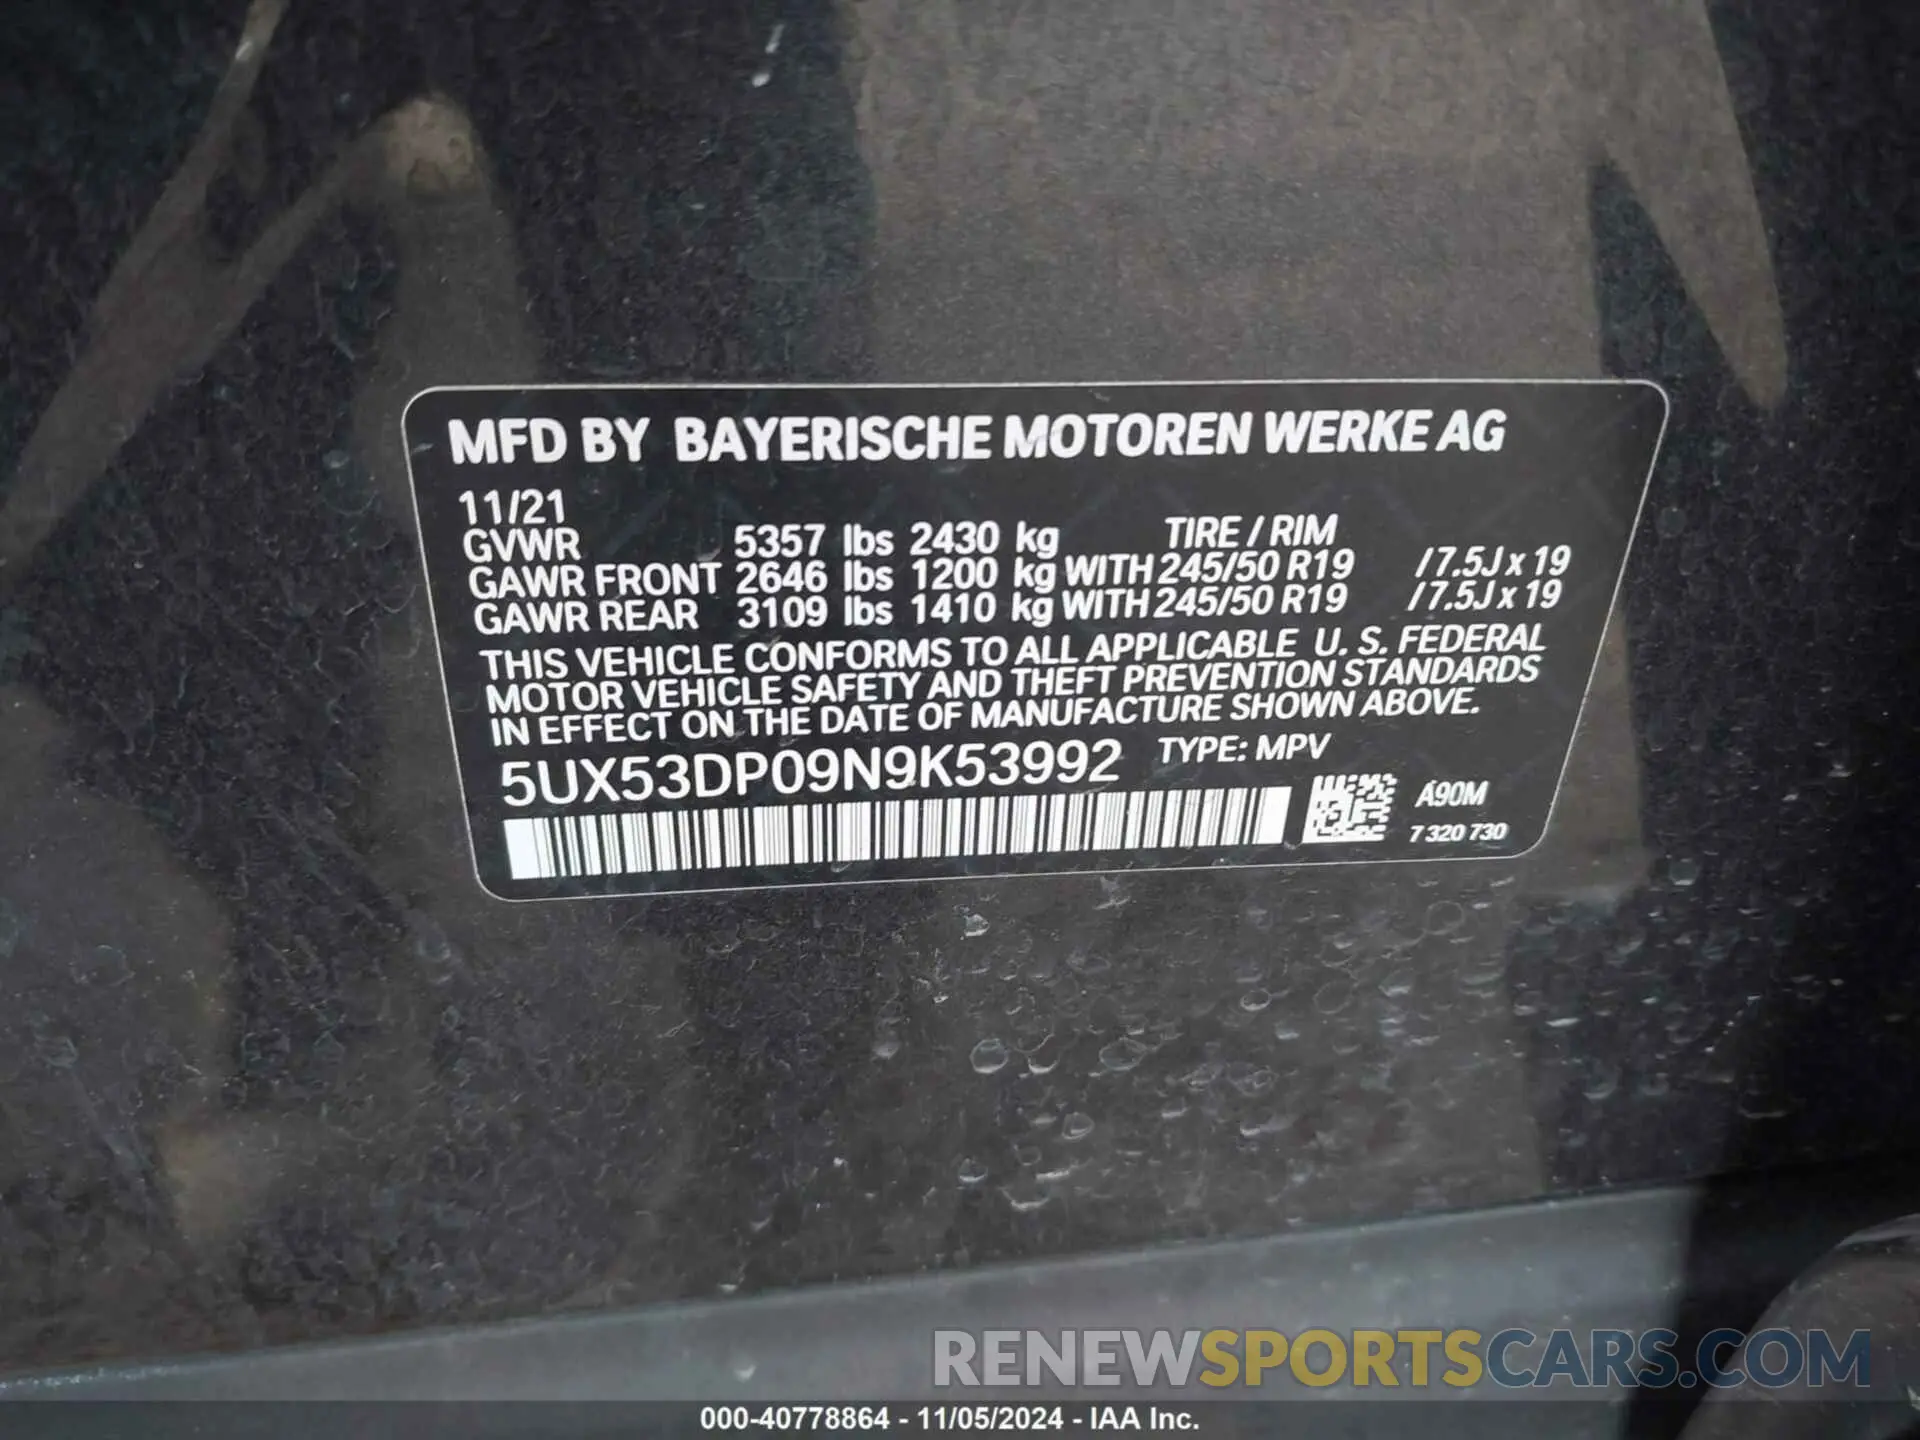 MFD BY BAYERISCHE MOTOREN WERKE AG
11/21
GVWR 5357 lbs 2430 kg TIRE / RIM
GAWR FRONT 2646 lbs 1200 kg WITH 245/50 R19 / 7.5J x 19
GAWR REAR 3109 lbs 1410 kg WITH 245/50 R19 / 7.5J x 19
THIS VEHICLE CONFORMS TO ALL APPLICABLE U. S. FEDERAL
MOTOR VEHICLE SAFETY AND THEFT PREVENTION STANDARDS
IN EFFECT ON THE DATE OF MANUFACTURE SHOWN ABOVE.
5UX53DP09N9K53992 TYPE: MPV
A90M
7 320 730
RENEWSPORTSCARS.COM
000-40778864 - 11/05/2024 - IAA Inc.